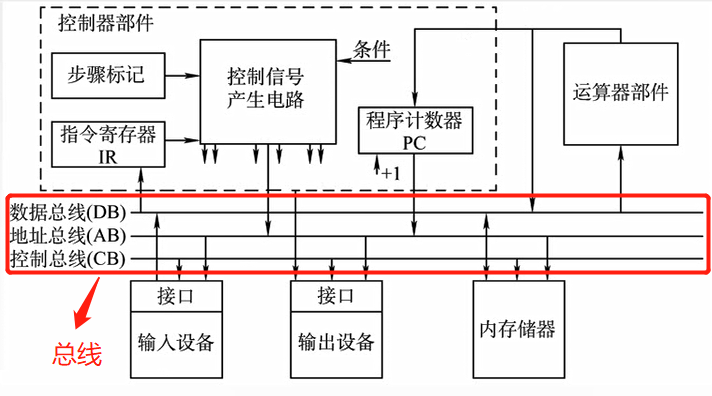 控制器部件
步骤标记
控制信号
产生电路
条件
运算器部件
指令寄存器
IR
程序计数器
PC
+1
数据总线(DB)
地址总线(AB)
控制总线(CB)
接口
接口
总线
输入设备
输出设备
内存储器